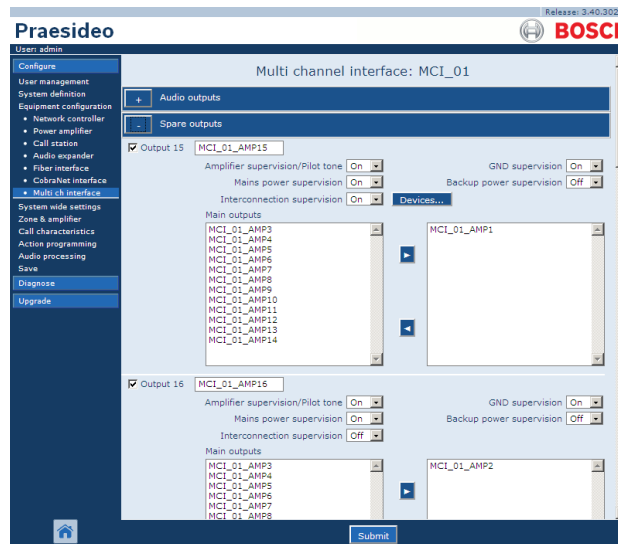 Release: 3.40.302
Praesideo
BOSCH
User: admin
Configure
User management
System definition
Equipment configuration
• Network controller
• Power amplifier
• Call station
• Audio expander
• Fiber interface
• CobraNet interface
• Multi ch interface
System wide settings
Zone & amplifier
Call characteristics
Action programming
Audio processing
Save
Diagnose
Upgrade
Multi channel interface: MCI_01
+ Audio outputs
- Spare outputs
Output 15 MCI_01_AMP15
Amplifier supervision/Pilot tone On GND supervision On
Mains power supervision On Backup power supervision Off
Interconnection supervision On Devices...
Main outputs
MCI_01_AMP3
MCI_01_AMP4
MCI_01_AMP5
MCI_01_AMP6
MCI_01_AMP7
MCI_01_AMP8
MCI_01_AMP9
MCI_01_AMP10
MCI_01_AMP11
MCI_01_AMP12
MCI_01_AMP13
MCI_01_AMP14
MCI_01_AMP1
Output 16 MCI_01_AMP16
Amplifier supervision/Pilot tone On GND supervision On
Mains power supervision On Backup power supervision Off
Interconnection supervision Off
Main outputs
MCI_01_AMP3
MCI_01_AMP4
MCI_01_AMP5
MCI_01_AMP6
MCI_01_AMP7
MCI_01_AMP8
MCI_01_AMP2
Submit